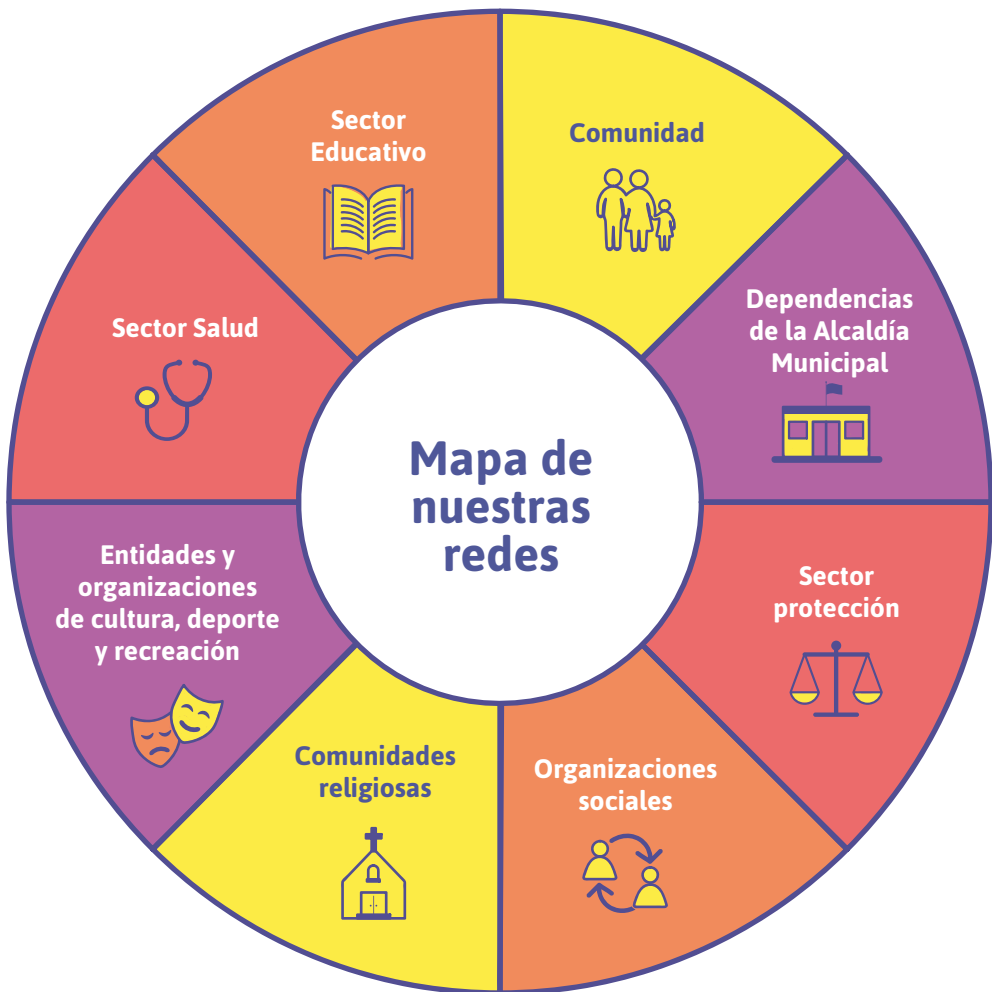 Sector
Educativo
Comunidad
Dependencias
de la Alcaldía
Municipal
Sector Salud
Mapa de
nuestras
redes
Entidades y
organizaciones
de cultura, deporte
y recreación
Sector
protección
Comunidades
religiosas
Organizaciones
sociales